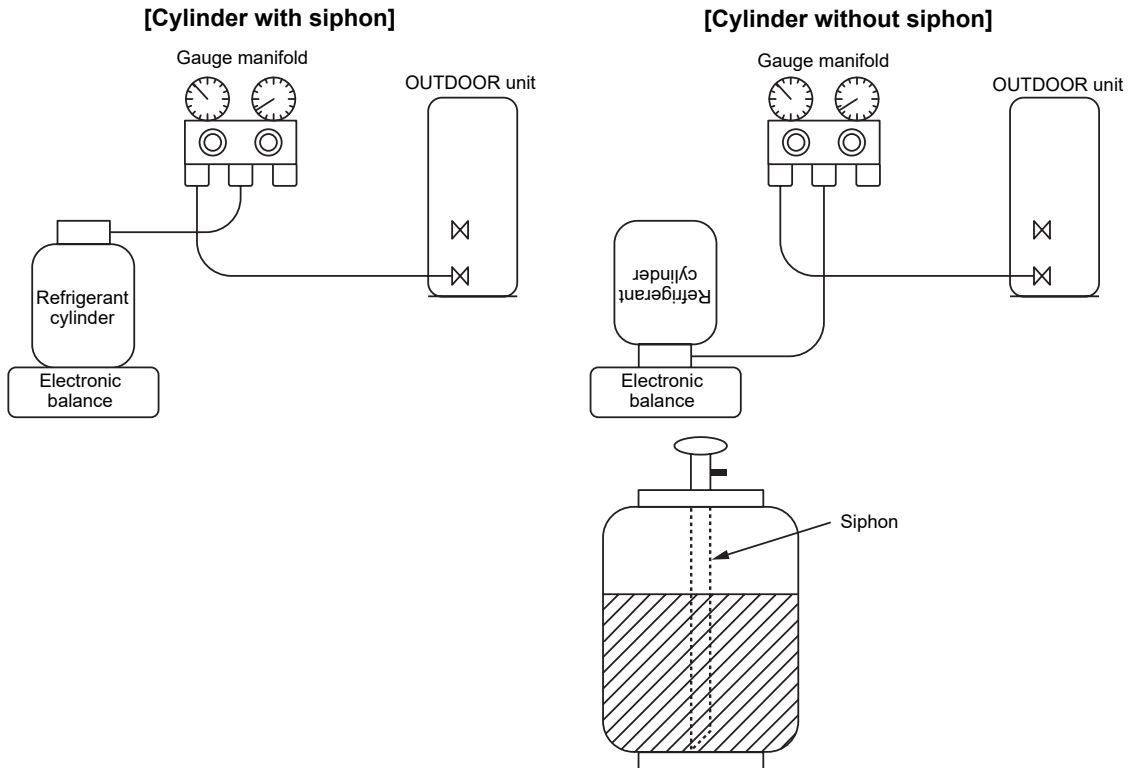 [Cylinder with siphon]
Gauge manifold
OUTDOOR unit
Refrigerant
cylinder
Electronic
balance
[Cylinder without siphon]
Gauge manifold
OUTDOOR unit
Refrigerant
cylinder
Electronic
balance
Siphon